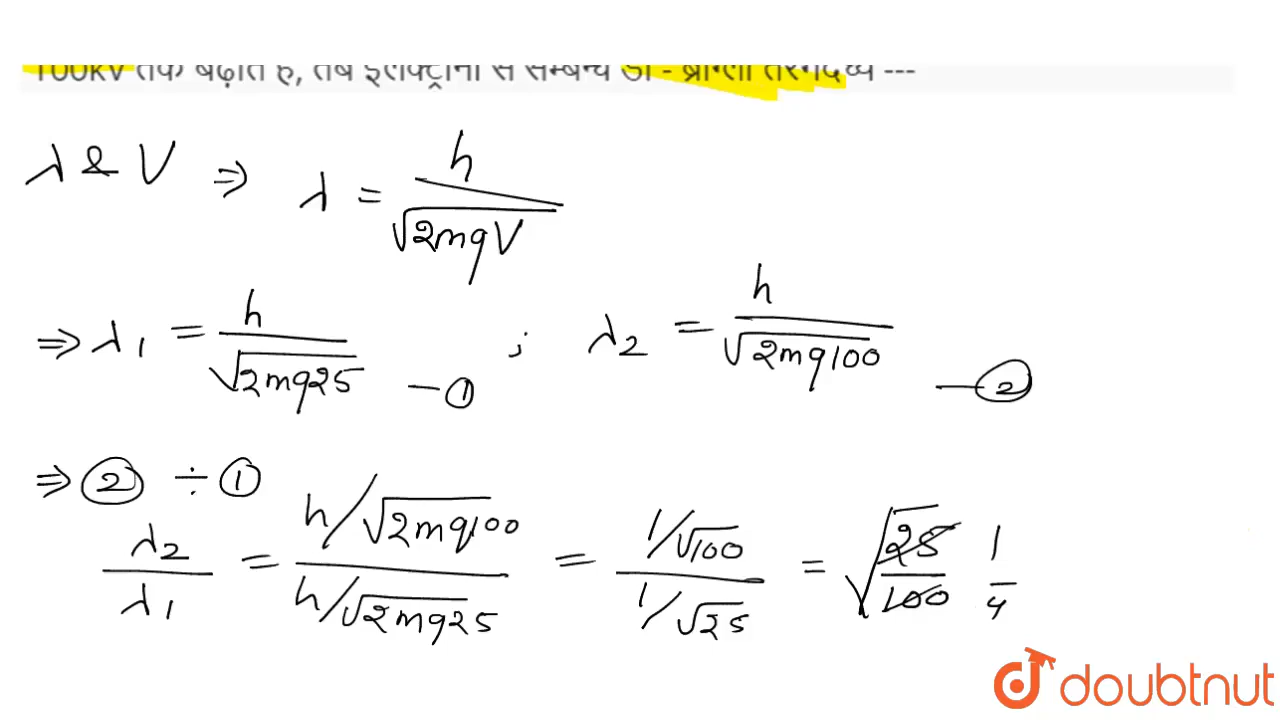 100KV तक बढ़ाते है, तब इलेक्ट्रॉनों से सम्बन्ध डी - ब्रोग्ली तरंगदैर्ध्य ---
λ & V ⇒ λ = h/√2mqV
⇒ λ1 = h/√2mq25 —① ; λ2 = h/√2mq100 —②
⇒ ② ÷ ①
λ2/λ1 = h/√2mq100 / h/√2mq25 = 1/√100 / 1/√25 = √25/100 1/4
doubtnut